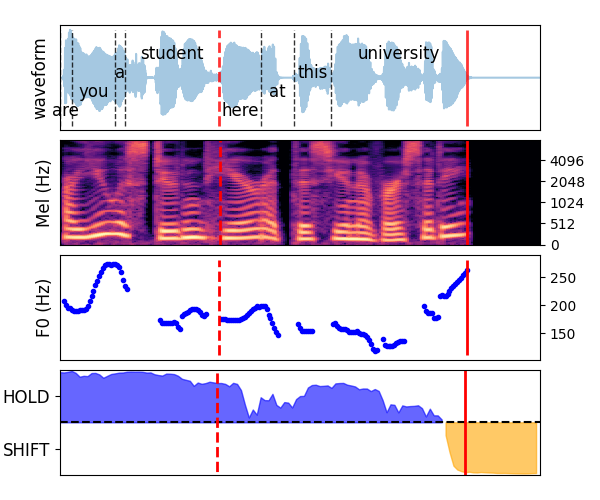 waveform
are you a student here at this university
Mel (Hz)
4096
2048
1024
512
0
F0 (Hz)
250
200
150
HOLD
SHIFT